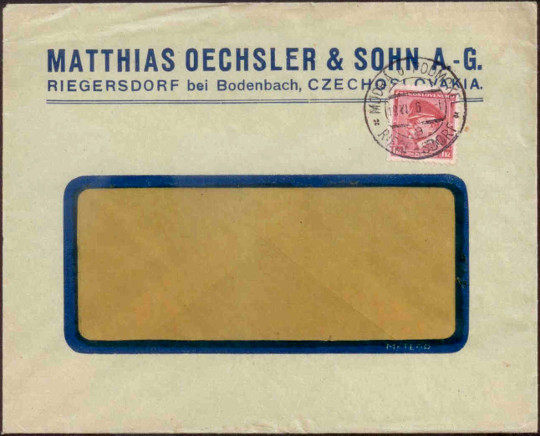 MATTHIAS OECHSLER & SOHN A.-G.
RIEGERSDORF bei Bodenbach, CZECHOSLOVAKIA.